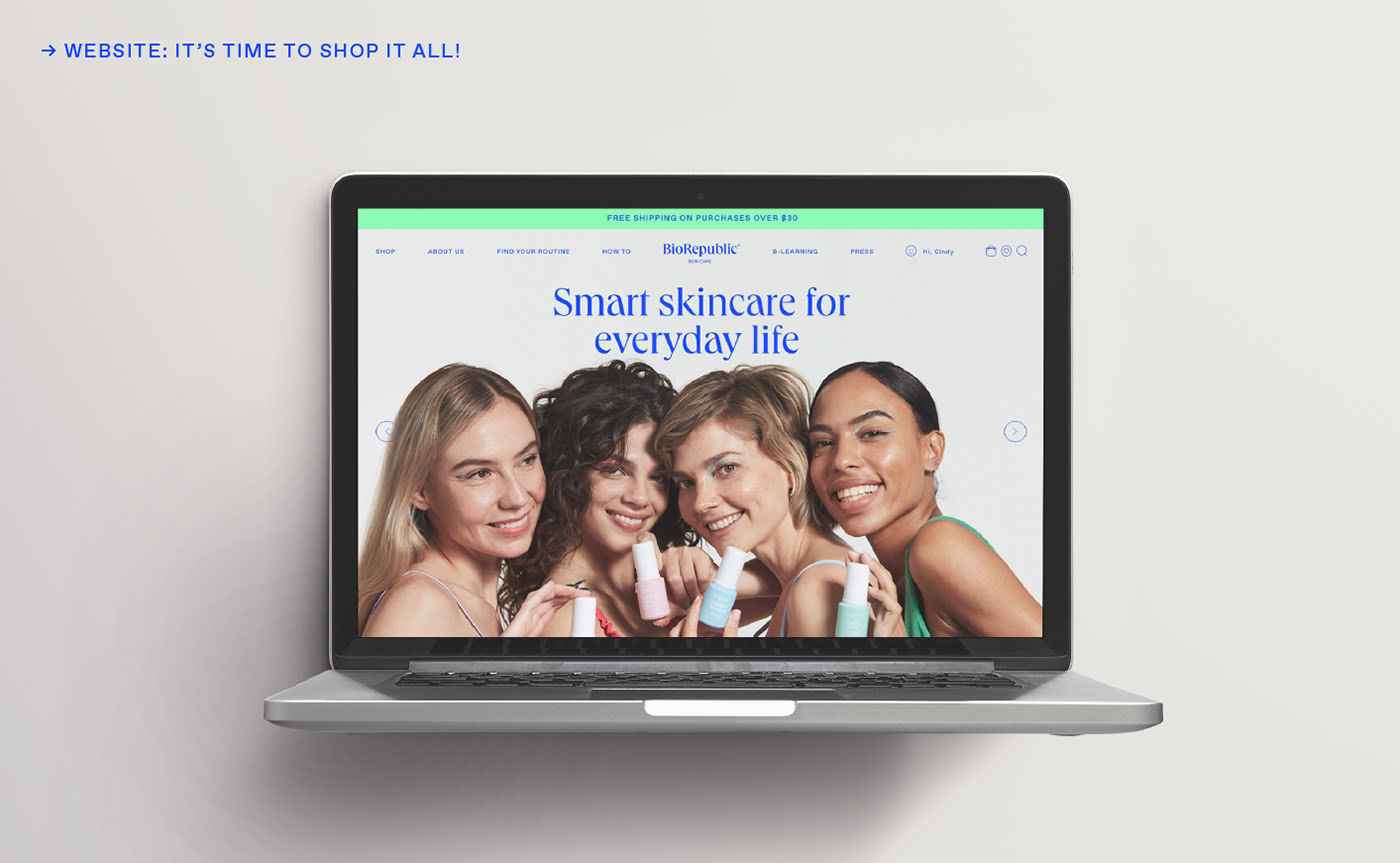 → WEBSITE: IT’S TIME TO SHOP IT ALL!
FREE SHIPPING ON PURCHASES OVER $30
SHOP ABOUT US FIND YOUR ROUTINE HOW TO BioRepublic® B-LEARNING PRESS Hi, Cindy
SKINCARE
Smart skincare for
everyday life